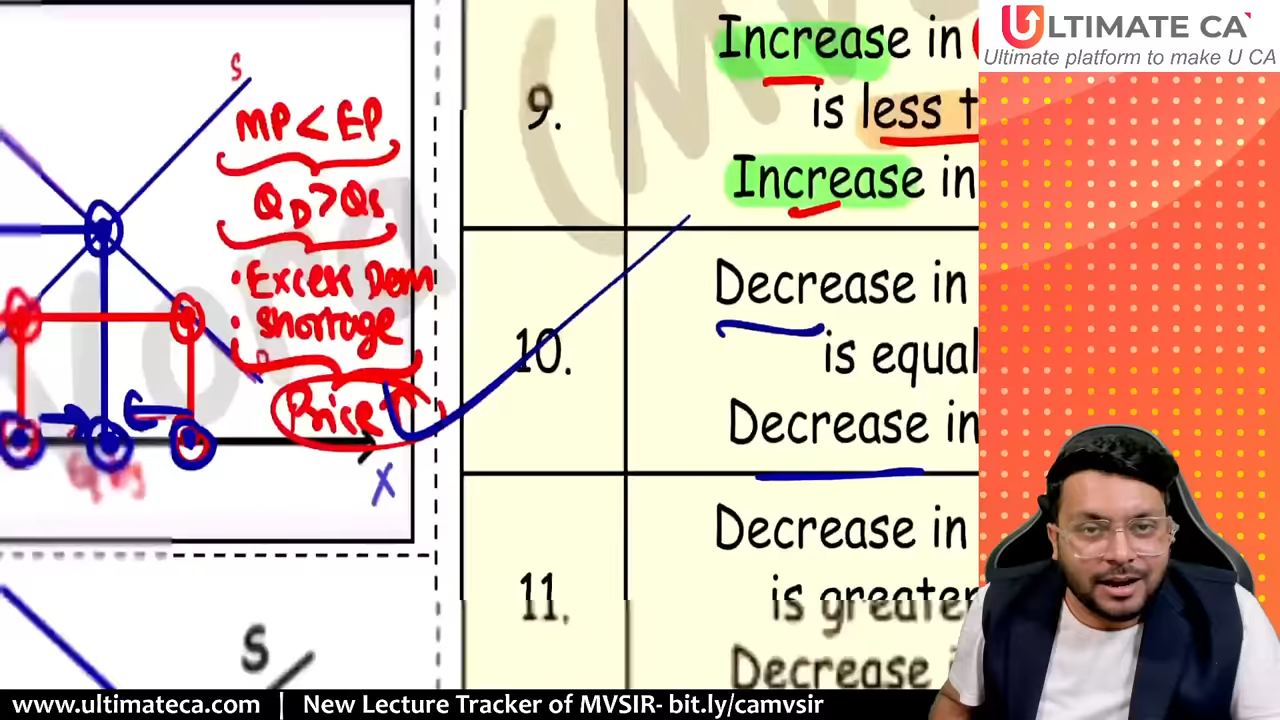 S
MP < EP
QD > QS
• Excess Dem
• Shortage
Price ↑
X
S
9.
Increase in
is less t
Increase in
10.
Decrease in
is equal
Decrease in
11.
Decrease in
is greater
Decrease
ULTIMATE CA
Ultimate platform to make U CA
www.ultimateca.com | New Lecture Tracker of MVSIR- bit.ly/camvsir